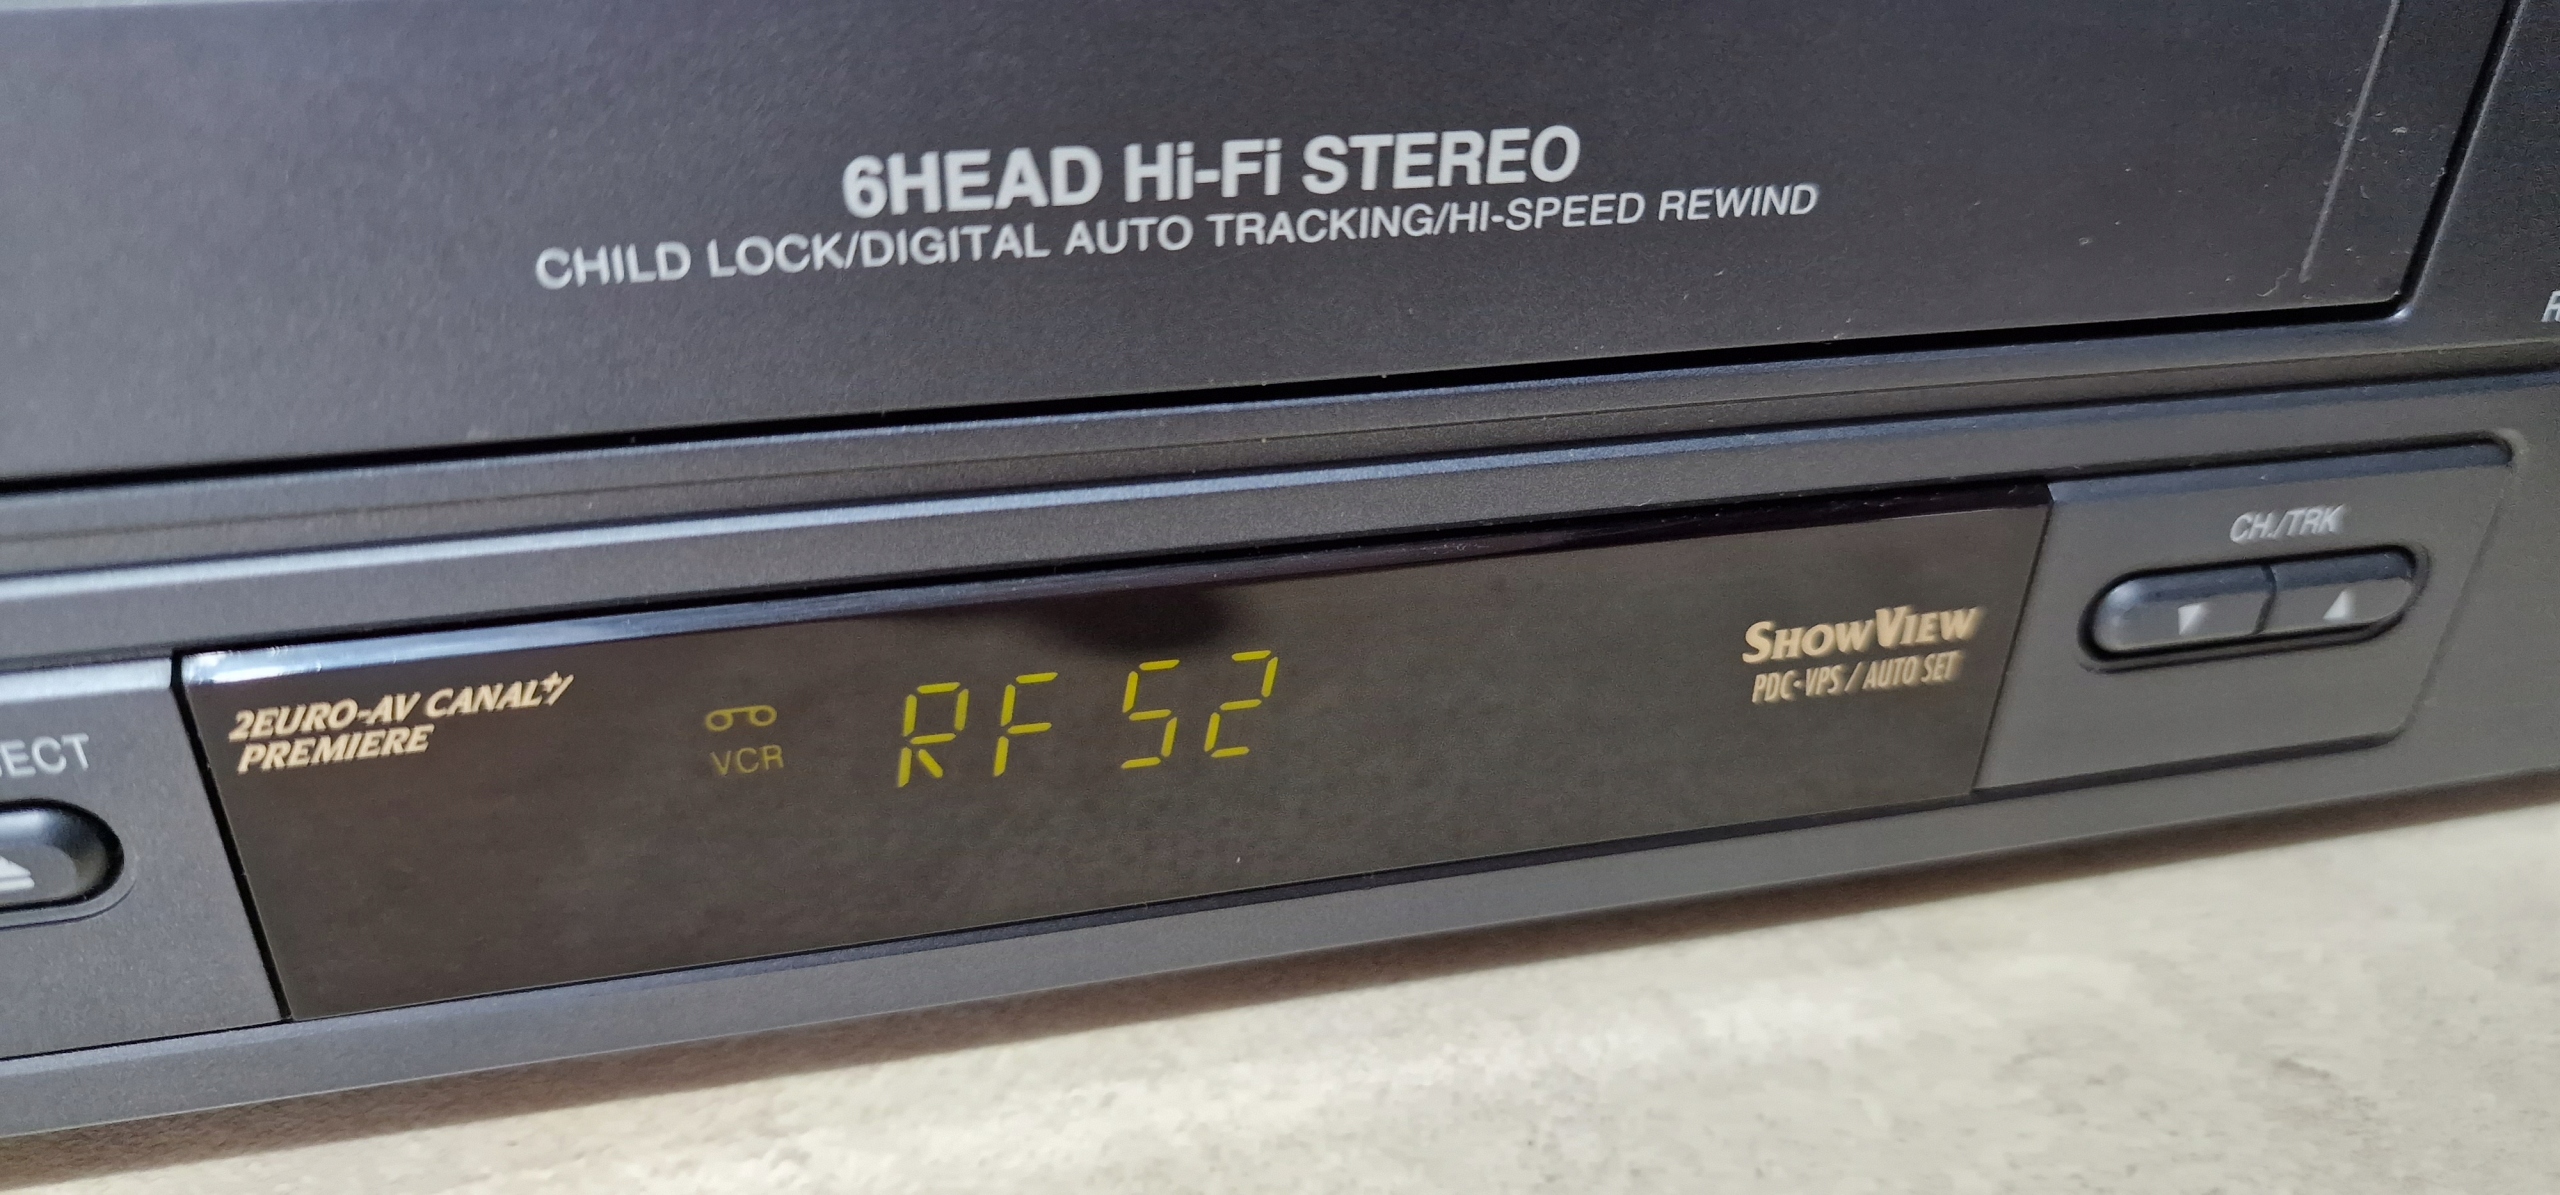 6HEAD Hi-Fi STEREO
CHILD LOCK/DIGITAL AUTO TRACKING/HI-SPEED REWIND
CH./TRK
2EURO-AV CANAL+/
PREMIERE
VCR
RF 52
SHOWVIEW
PDC-VPS / AUTO SET